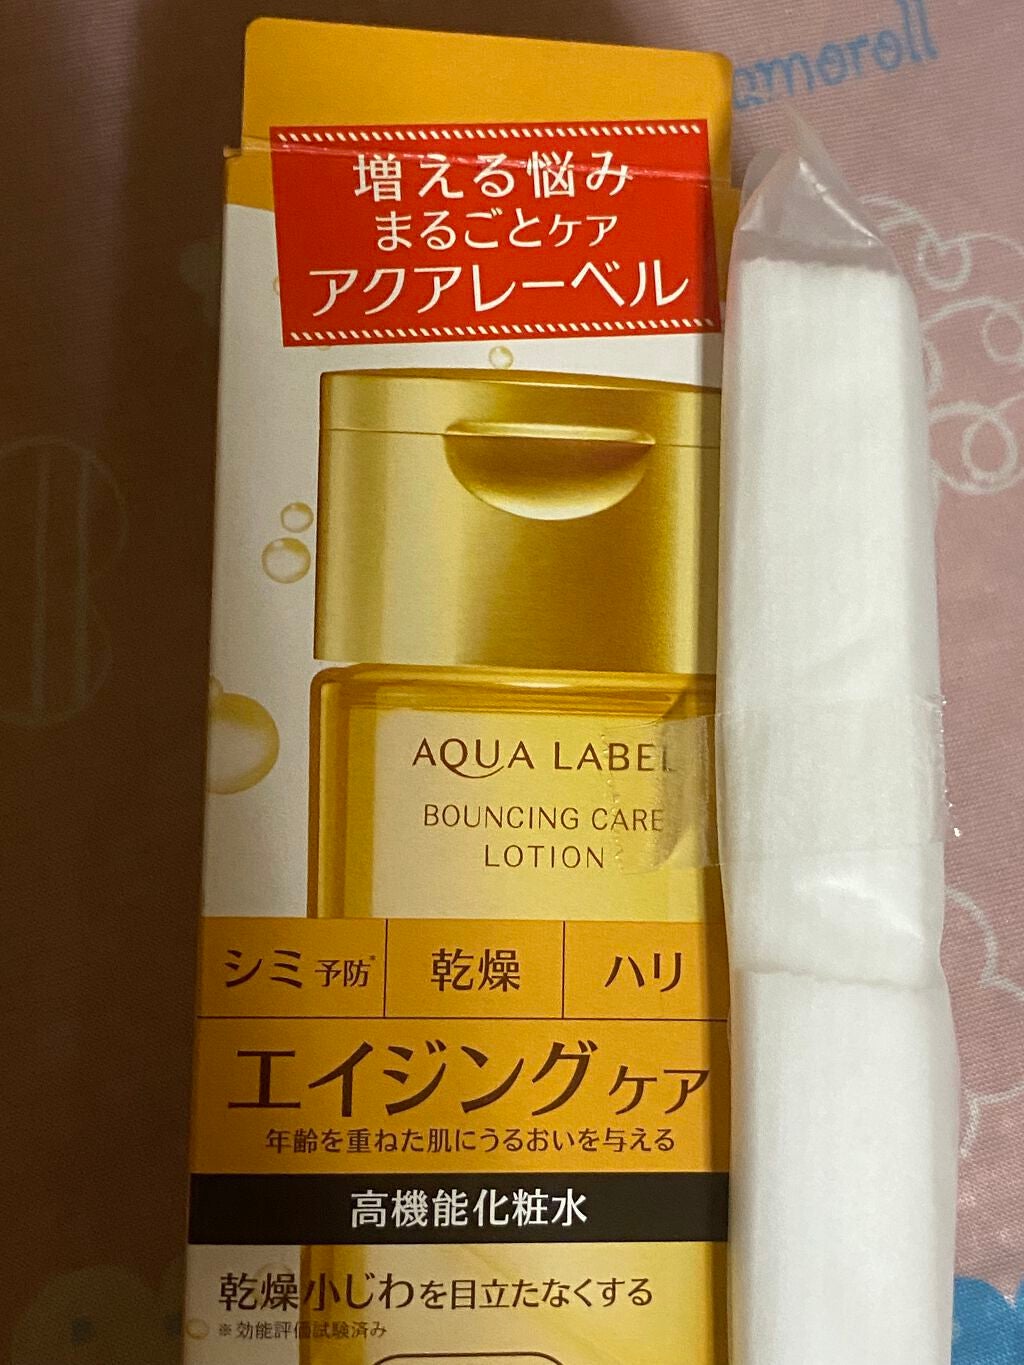 増える悩み
まるごとケア
アクアレーベル
AQUA LABEL
BOUNCING CARE
LOTION
シミ予防* 乾燥 ハリ
エイジングケア
年齢を重ねた肌にうるおいを与える
高機能化粧水
乾燥小じわを目立たなくする
※効能評価試験済み